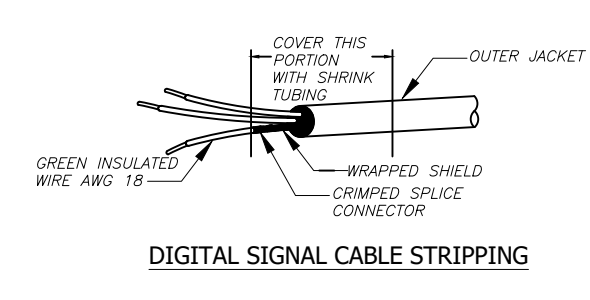 COVER THIS
PORTION
WITH SHRINK
TUBING
OUTER JACKET
GREEN INSULATED
WIRE AWG 18
WRAPPED SHIELD
CRIMPED SPLICE
CONNECTOR
DIGITAL SIGNAL CABLE STRIPPING